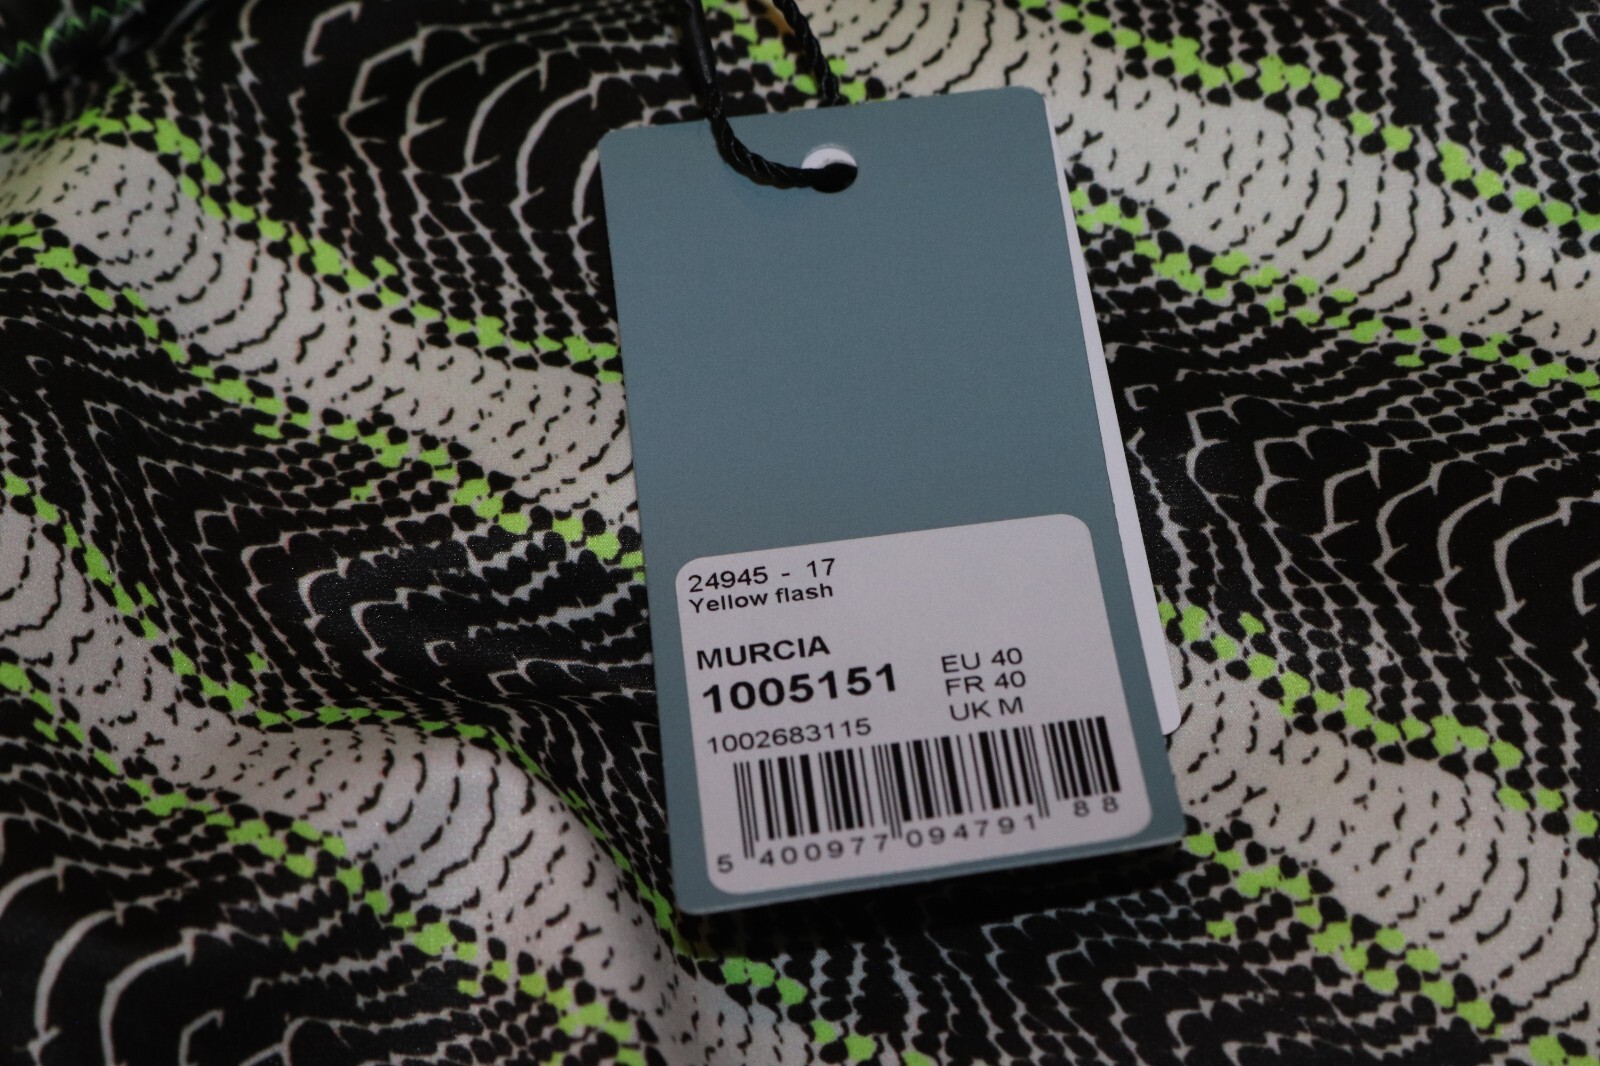 24945 - 17
Yellow flash
MURCIA
1005151
EU 40
FR 40
UK M
1002683115
5 400977 094791 88